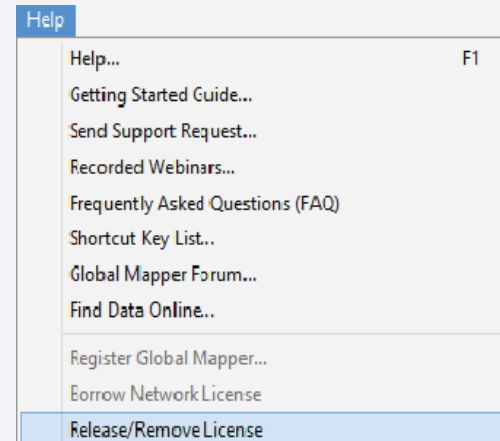 Help
Help... F1
Getting Started Guide...
Send Support Request...
Recorded Webinars...
Frequently Asked Questions (FAQ)
Shortcut Key List...
Global Mapper Forum...
Find Data Online...
Register Global Mapper...
Borrow Network License
Release/Remove License